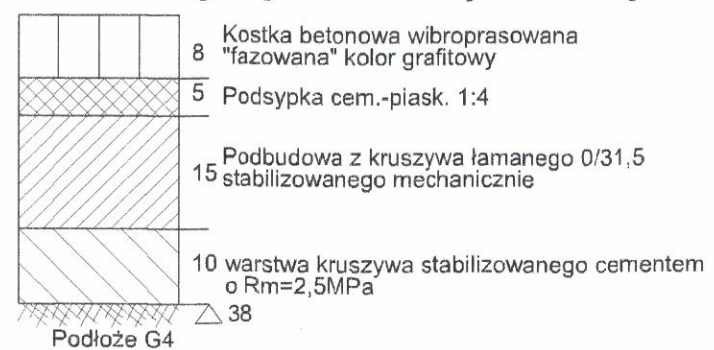 8 Kostka betonowa wibroprasowana
"fazowana" kolor grafitowy
5 Podsypka cem.-piask. 1:4
15 Podbudowa z kruszywa łamanego 0/31,5
stabilizowanego mechanicznie
10 warstwa kruszywa stabilizowanego cementem
o Rm=2,5MPa
38
Podłoże G4